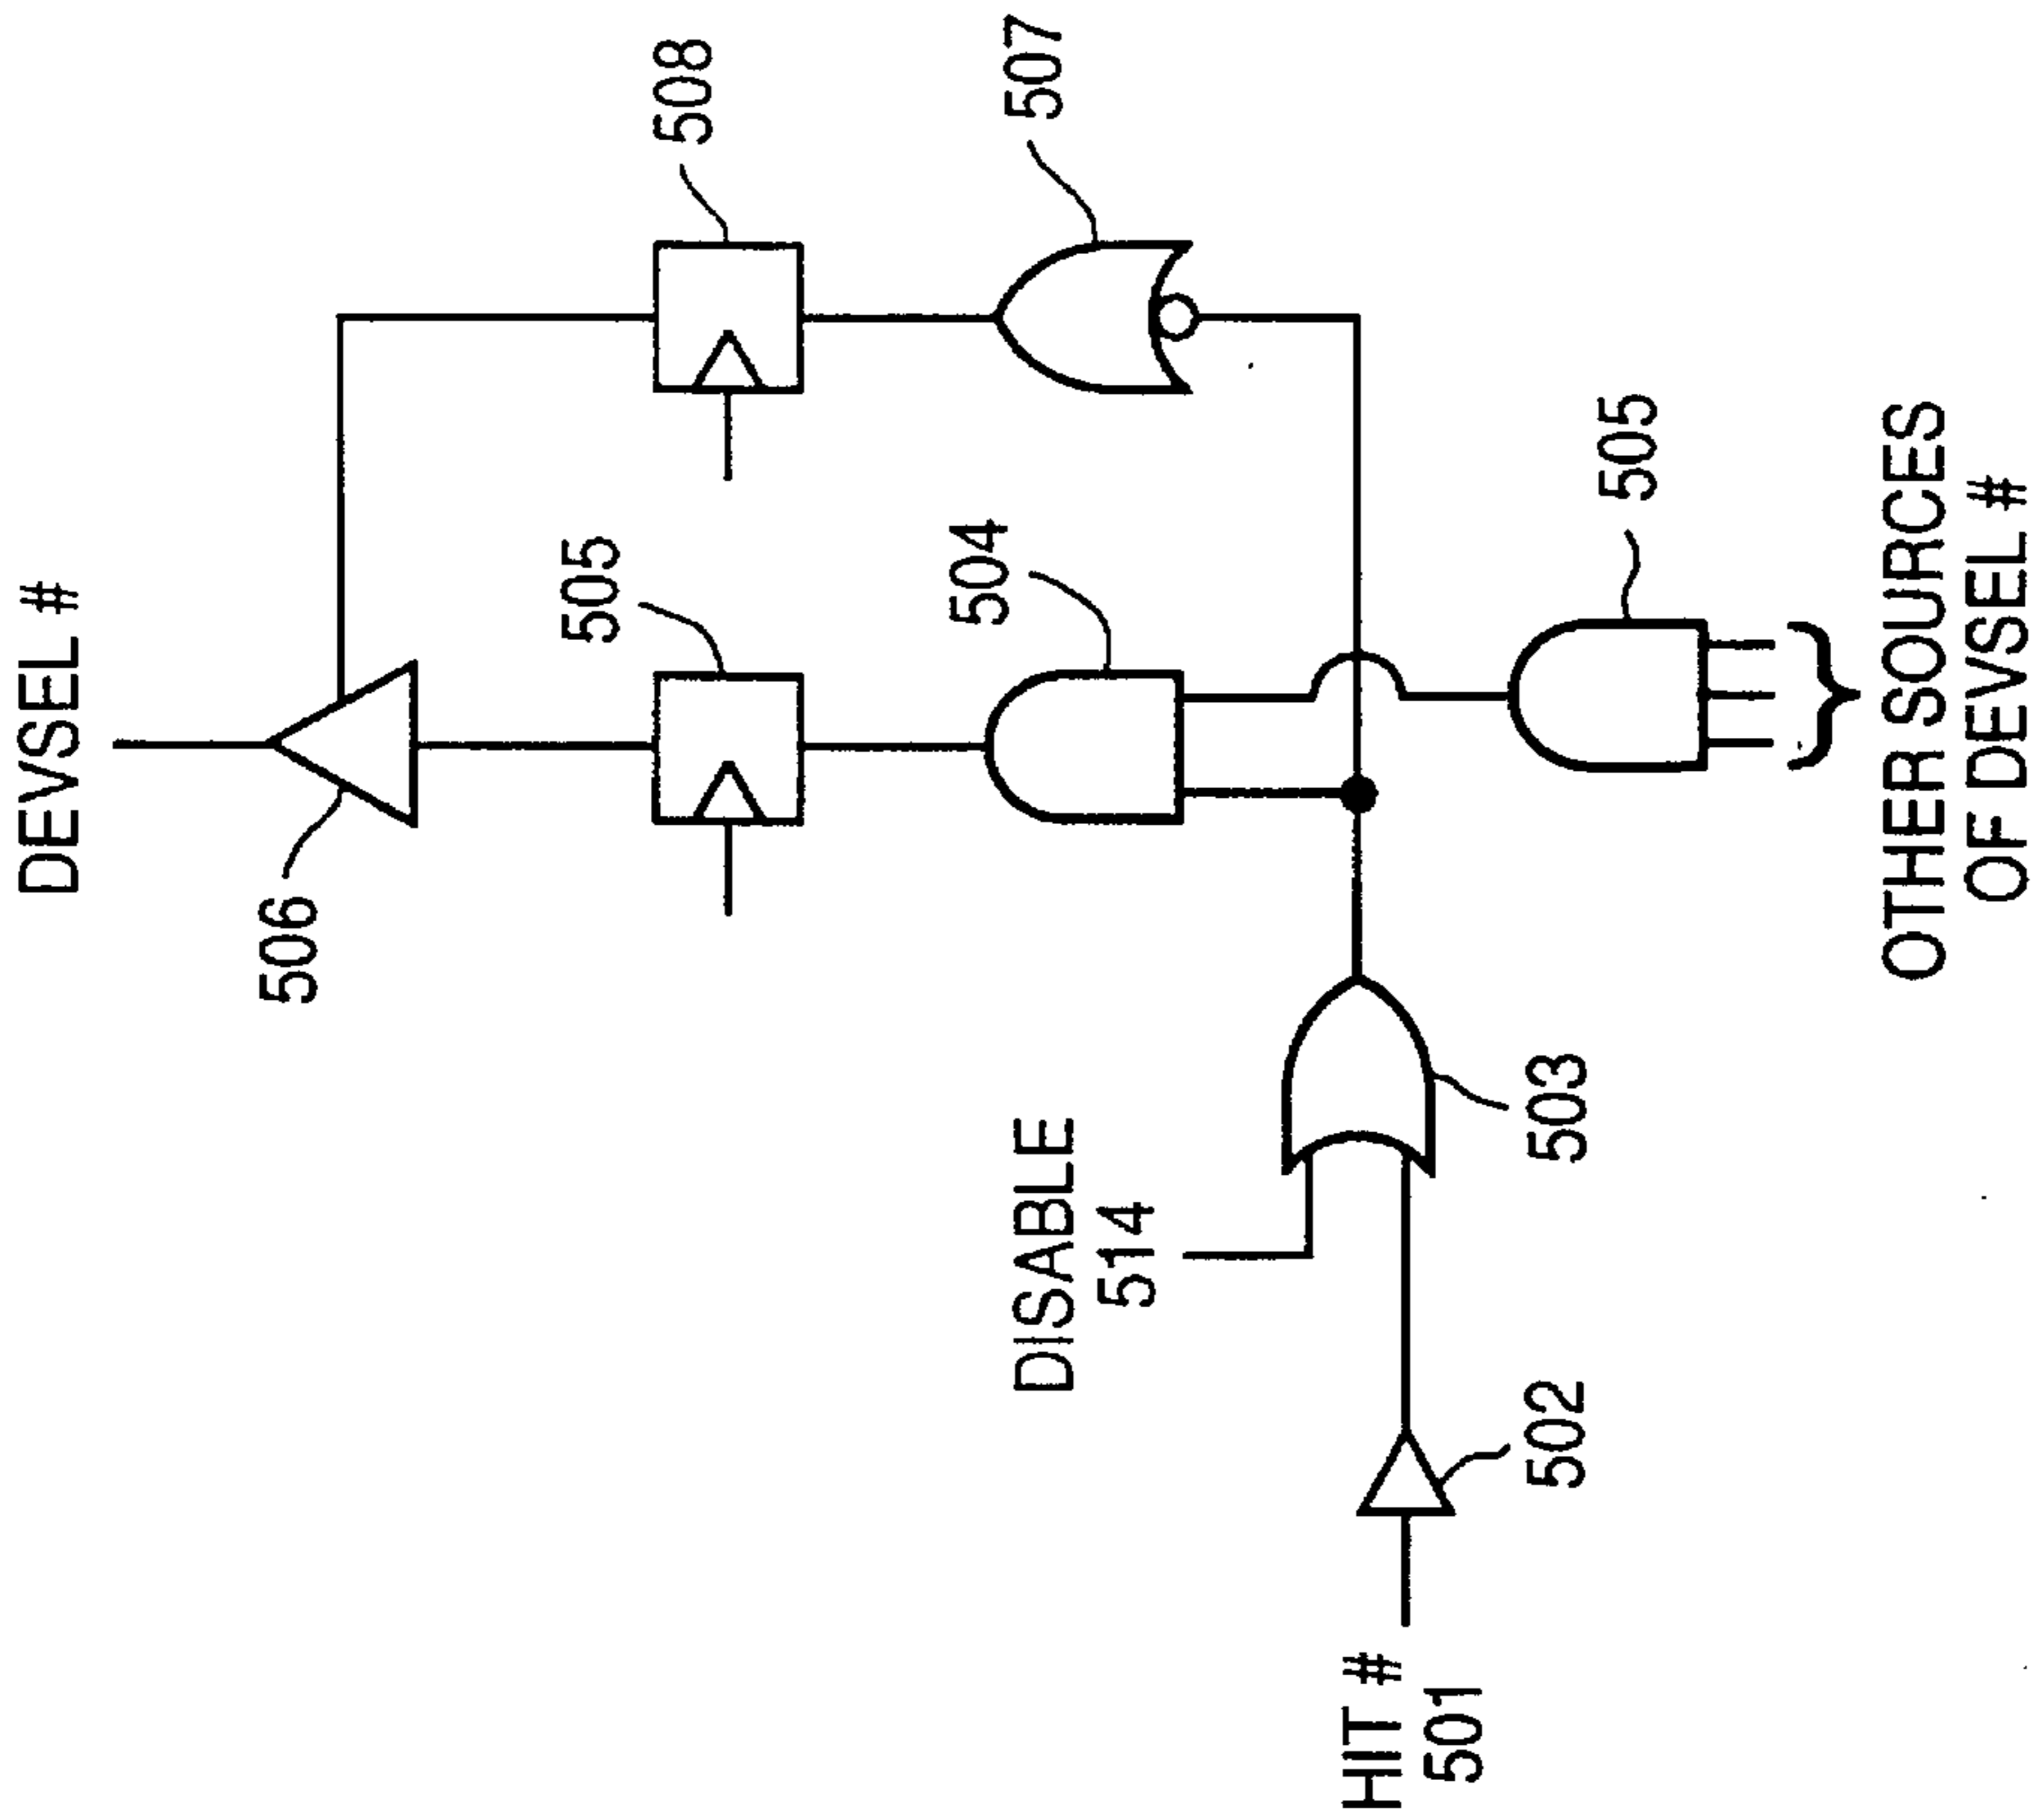 DEVSEL #
506
505
508
504
507
DISABLE
514
503
505
HIT #
501
502
OTHER SOURCES
OF DEVSEL #